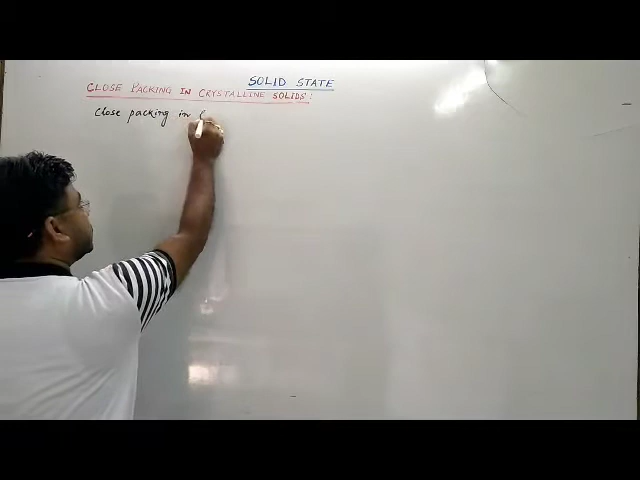 SOLID STATE
CLOSE PACKING IN CRYSTALLINE SOLIDS:
Close packing in